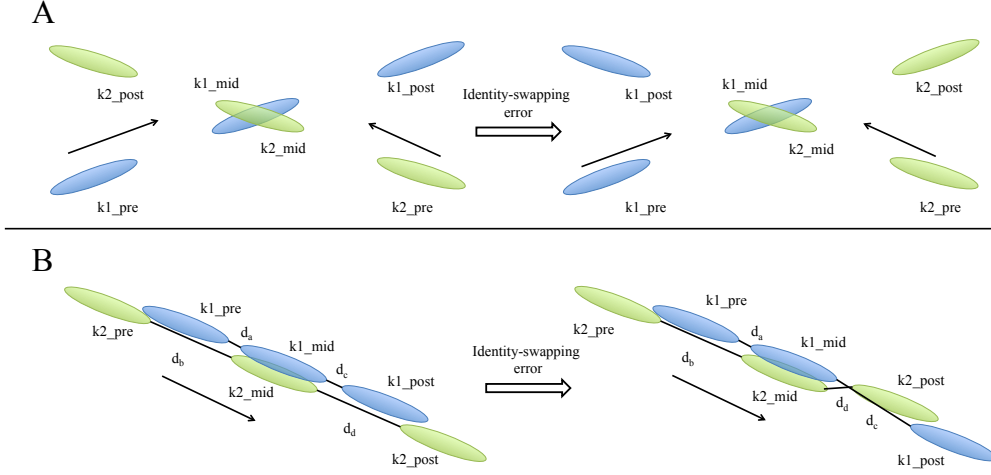 A
k2_post
k1_mid
k1_post
k2_mid
k1_pre
k2_pre
Identity-swapping
error
k1_post
k1_mid
k2_post
k2_mid
k1_pre
k2_pre
B
k1_pre
k2_pre
d_a
k1_mid
d_b
d_c
k1_post
k2_mid
d_d
k2_post
Identity-swapping
error
k1_pre
k2_pre
d_a
k1_mid
d_b
k2_post
k2_mid
d_d
d_c
k1_post